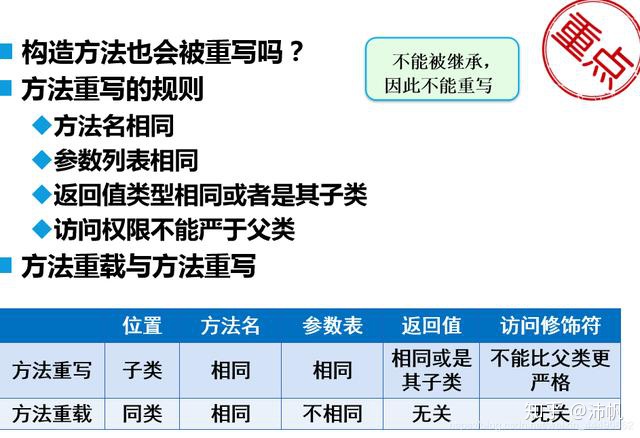 构造方法也会被重写吗？
不能被继承，
因此不能重写
重点
方法重写的规则
方法名相同
参数列表相同
返回值类型相同或者是其子类
访问权限不能严于父类
方法重载与方法重写
位置 方法名 参数表 返回值 访问修饰符
方法重写 子类 相同 相同 相同或是其子类 不能比父类更严格
方法重载 同类 相同 不相同 无关 无关
知乎 @沛帆